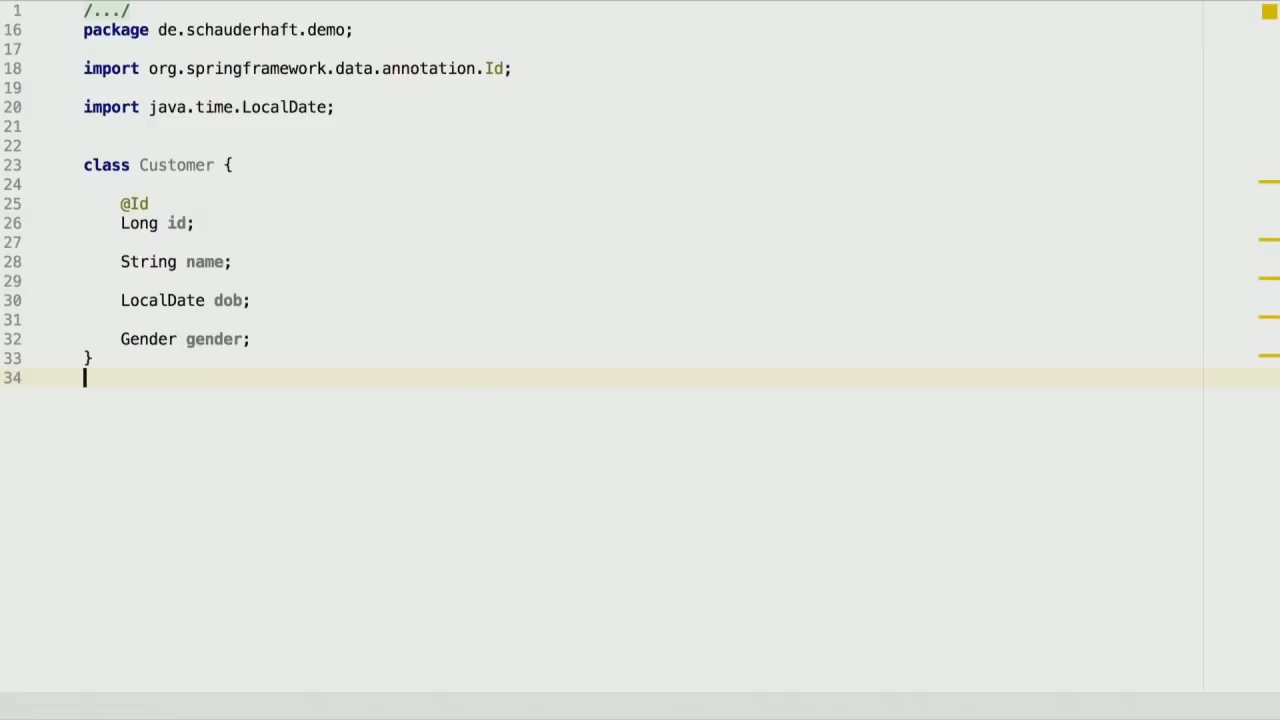 1 /.../
16 package de.schauderhaft.demo;
17
18 import org.springframework.data.annotation.Id;
19
20 import java.time.LocalDate;
21
22
23 class Customer {
24
25 @Id
26 Long id;
27
28 String name;
29
30 LocalDate dob;
31
32 Gender gender;
33 }
34